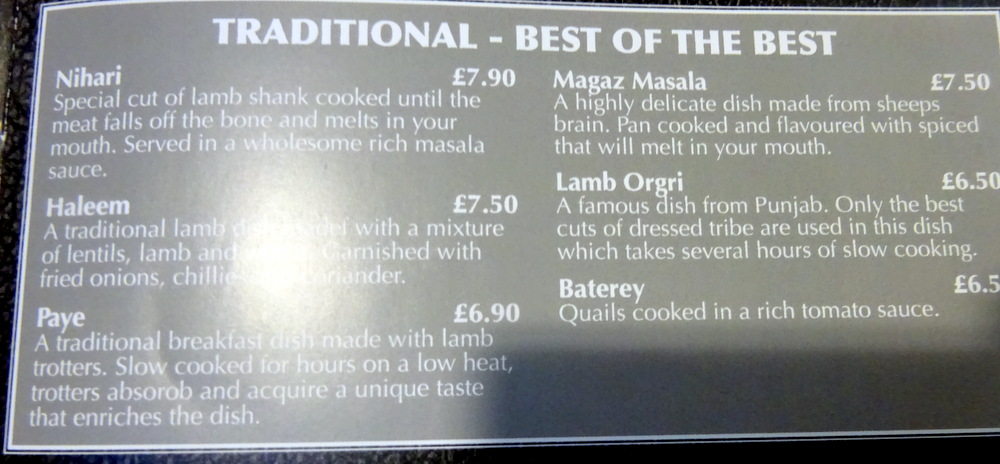 TRADITIONAL - BEST OF THE BEST
Nihari £7.90
Special cut of lamb shank cooked until the
meat falls off the bone and melts in your
mouth. Served in a wholesome rich masala
sauce.
Haleem £7.50
A traditional lamb with a mixture
of lentils, lamb and Garnished with
fried onions, chillie coriander.
Paye £6.90
A traditional breakfast dish made with lamb
trotters. Slow cooked for hours on a low heat,
trotters absorob and acquire a unique taste
that enriches the dish.
Magaz Masala £7.50
A highly delicate dish made from sheeps
brain. Pan cooked and flavoured with spiced
that will melt in your mouth.
Lamb Orgri £6.50
A famous dish from Punjab. Only the best
cuts of dressed tribe are used in this dish
which takes several hours of slow cooking.
Baterey £6.5
Quails cooked in a rich tomato sauce.